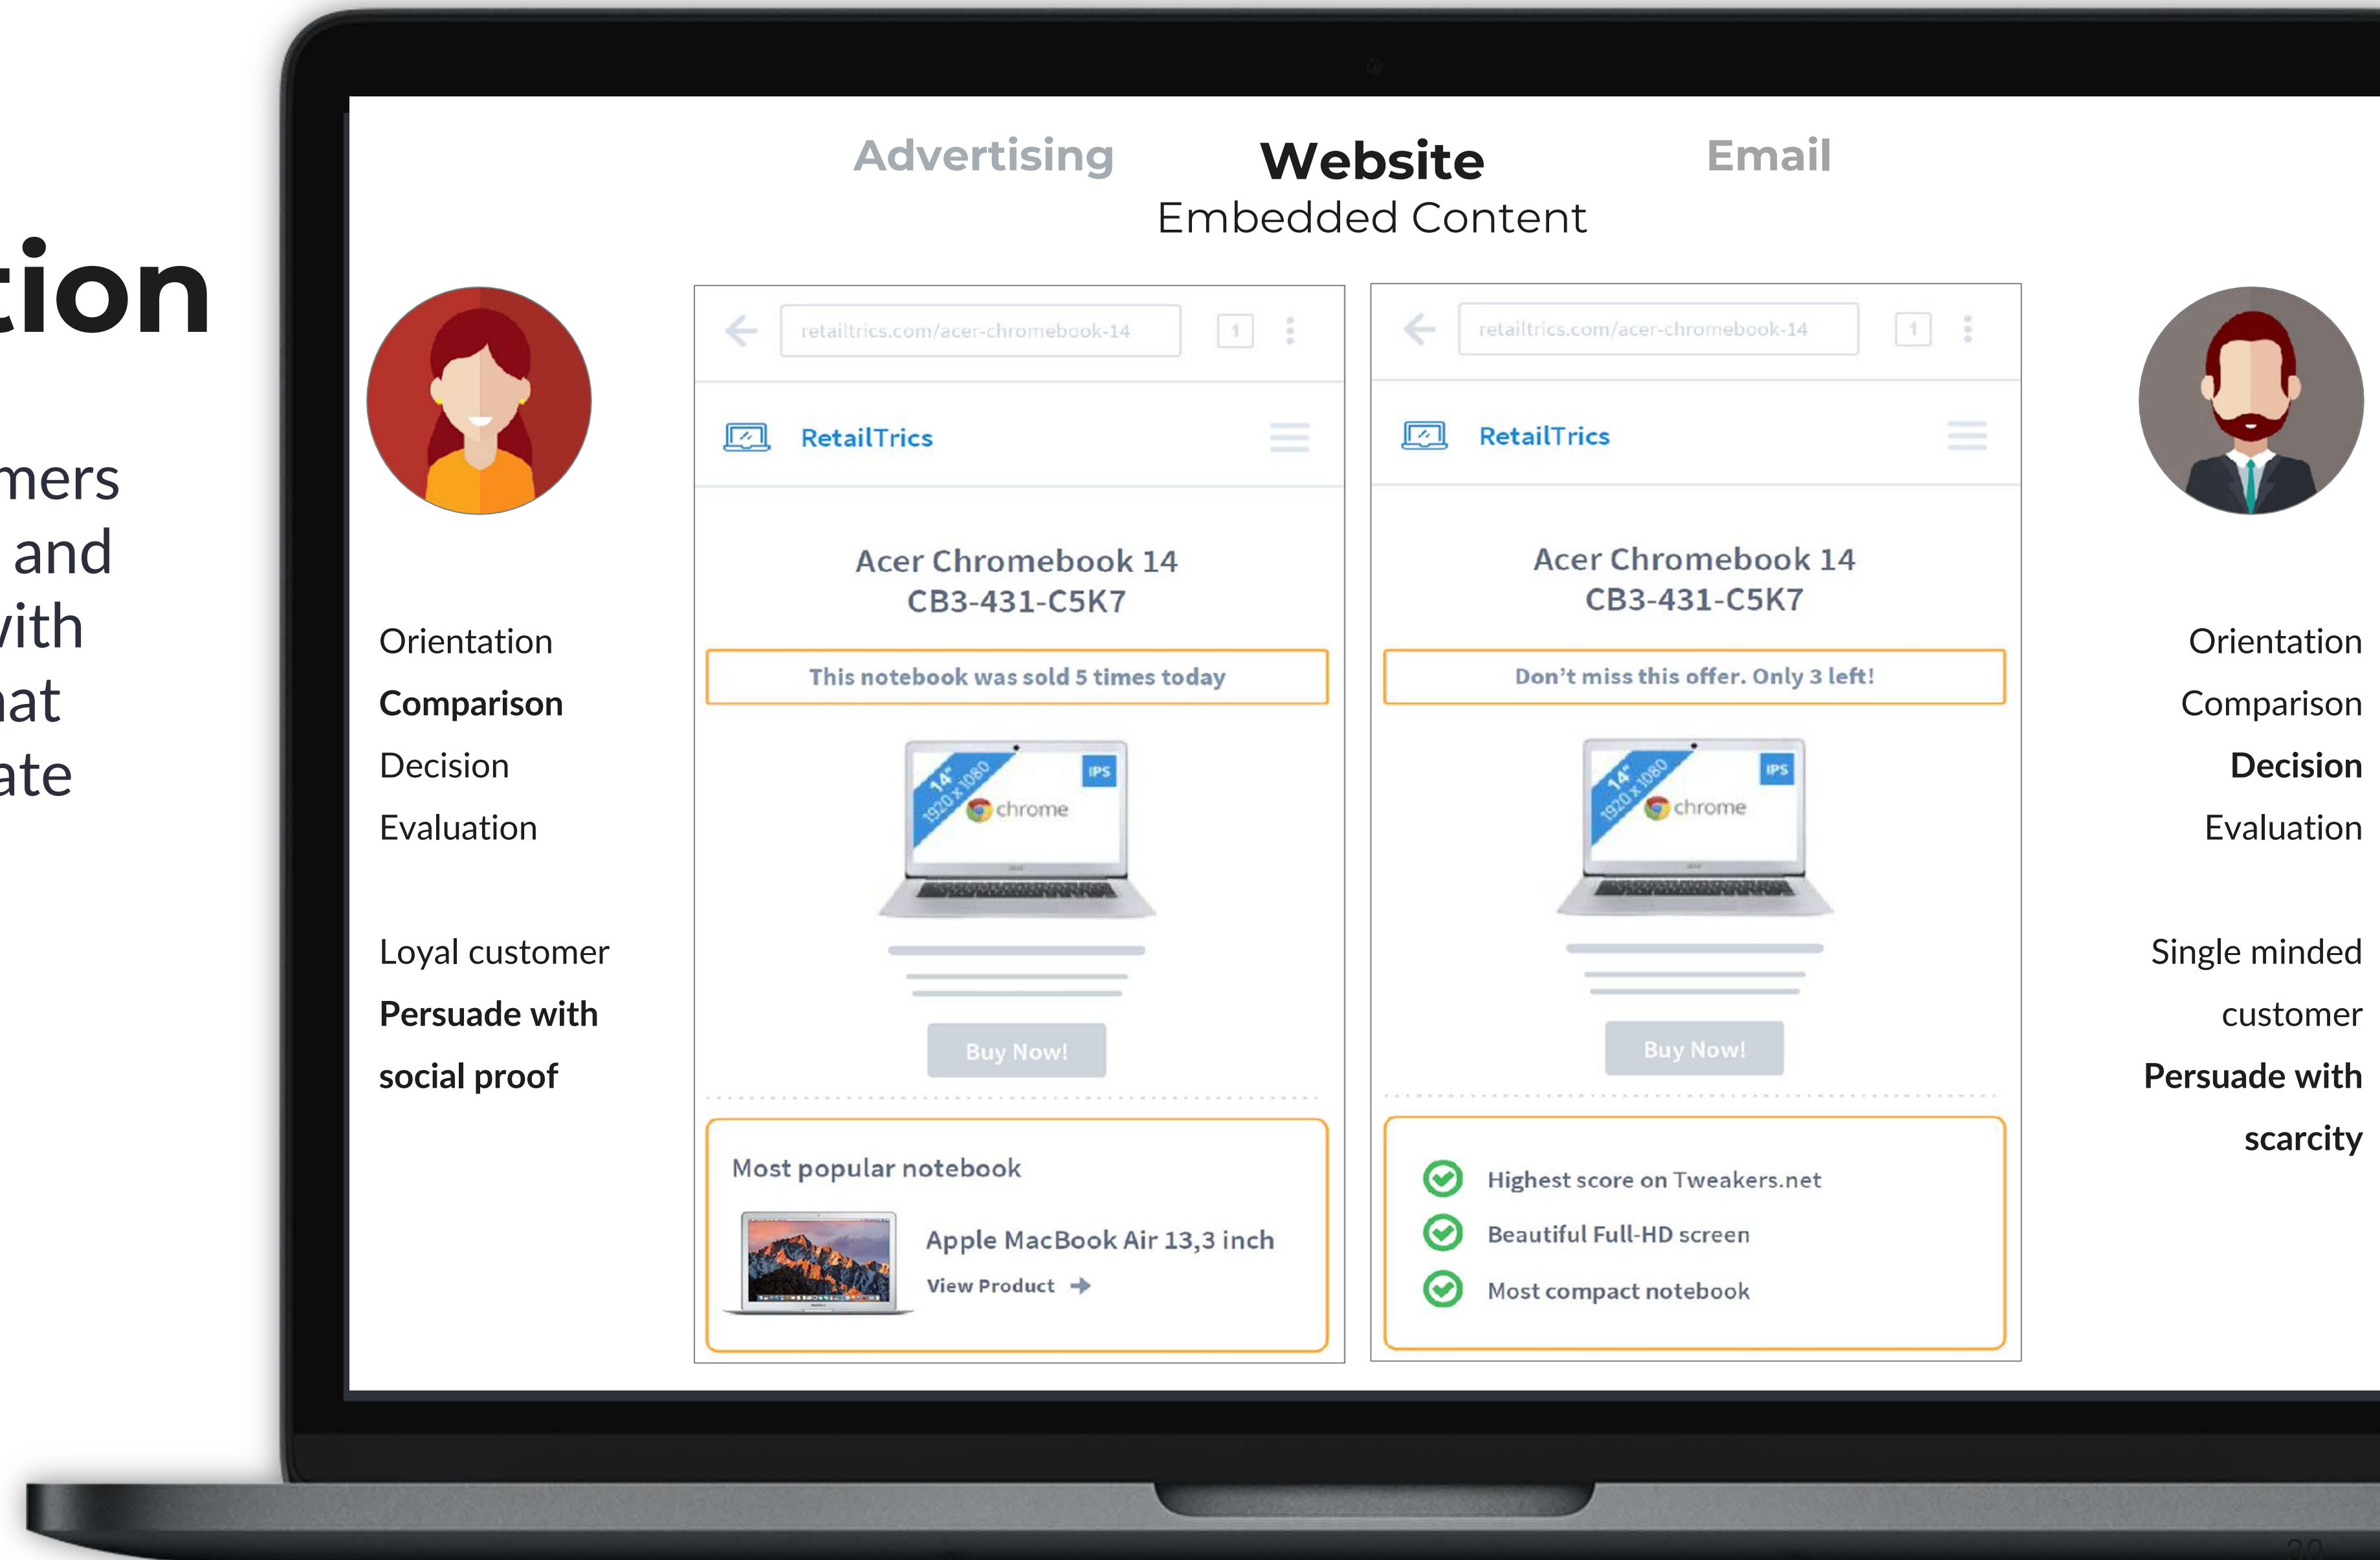 tion
mers
and
with
hat
ate
Advertising
Website
Email
Embedded Content
Orientation
Comparison
Decision
Evaluation
Loyal customer
Persuade with
social proof
retailtrics.com/acer-chromebook-14
1
RetailTrics
Acer Chromebook 14
CB3-431-C5K7
This notebook was sold 5 times today
14"
1920 x 1080
IPS
chrome
acer
Buy Now!
Most popular notebook
Apple MacBook Air 13,3 inch
View Product
retailtrics.com/acer-chromebook-14
1
RetailTrics
Acer Chromebook 14
CB3-431-C5K7
Don't miss this offer. Only 3 left!
14"
1920 x 1080
IPS
chrome
acer
Buy Now!
Highest score on Tweakers.net
Beautiful Full-HD screen
Most compact notebook
Orientation
Comparison
Decision
Evaluation
Single minded
customer
Persuade with
scarcity